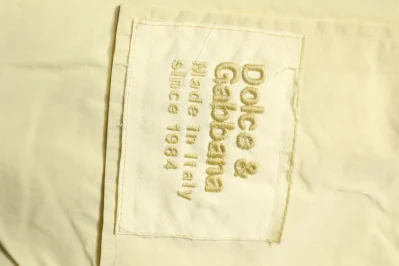 Dolce &
Gabbana
Made in Italy
since 1984